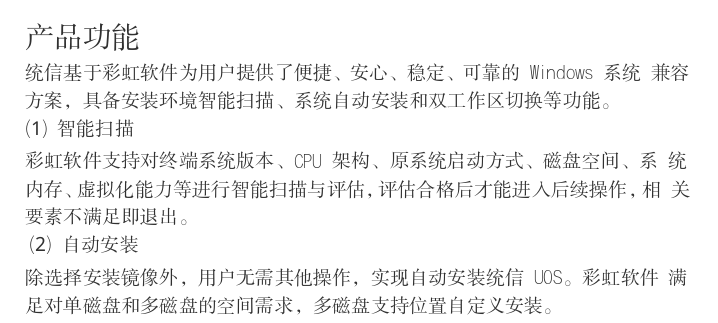 产品功能
统信基于彩虹软件为用户提供了便捷、安心、稳定、可靠的 Windows 系统 兼容
方案，具备安装环境智能扫描、系统自动安装和双工作区切换等功能。
(1) 智能扫描
彩虹软件支持对终端系统版本、CPU 架构、原系统启动方式、磁盘空间、系 统
内存、虚拟化能力等进行智能扫描与评估，评估合格后才能进入后续操作，相 关
要素不满足即退出。
(2) 自动安装
除选择安装镜像外，用户无需其他操作，实现自动安装统信 UOS。彩虹软件 满
足对单磁盘和多磁盘的空间需求，多磁盘支持位置自定义安装。